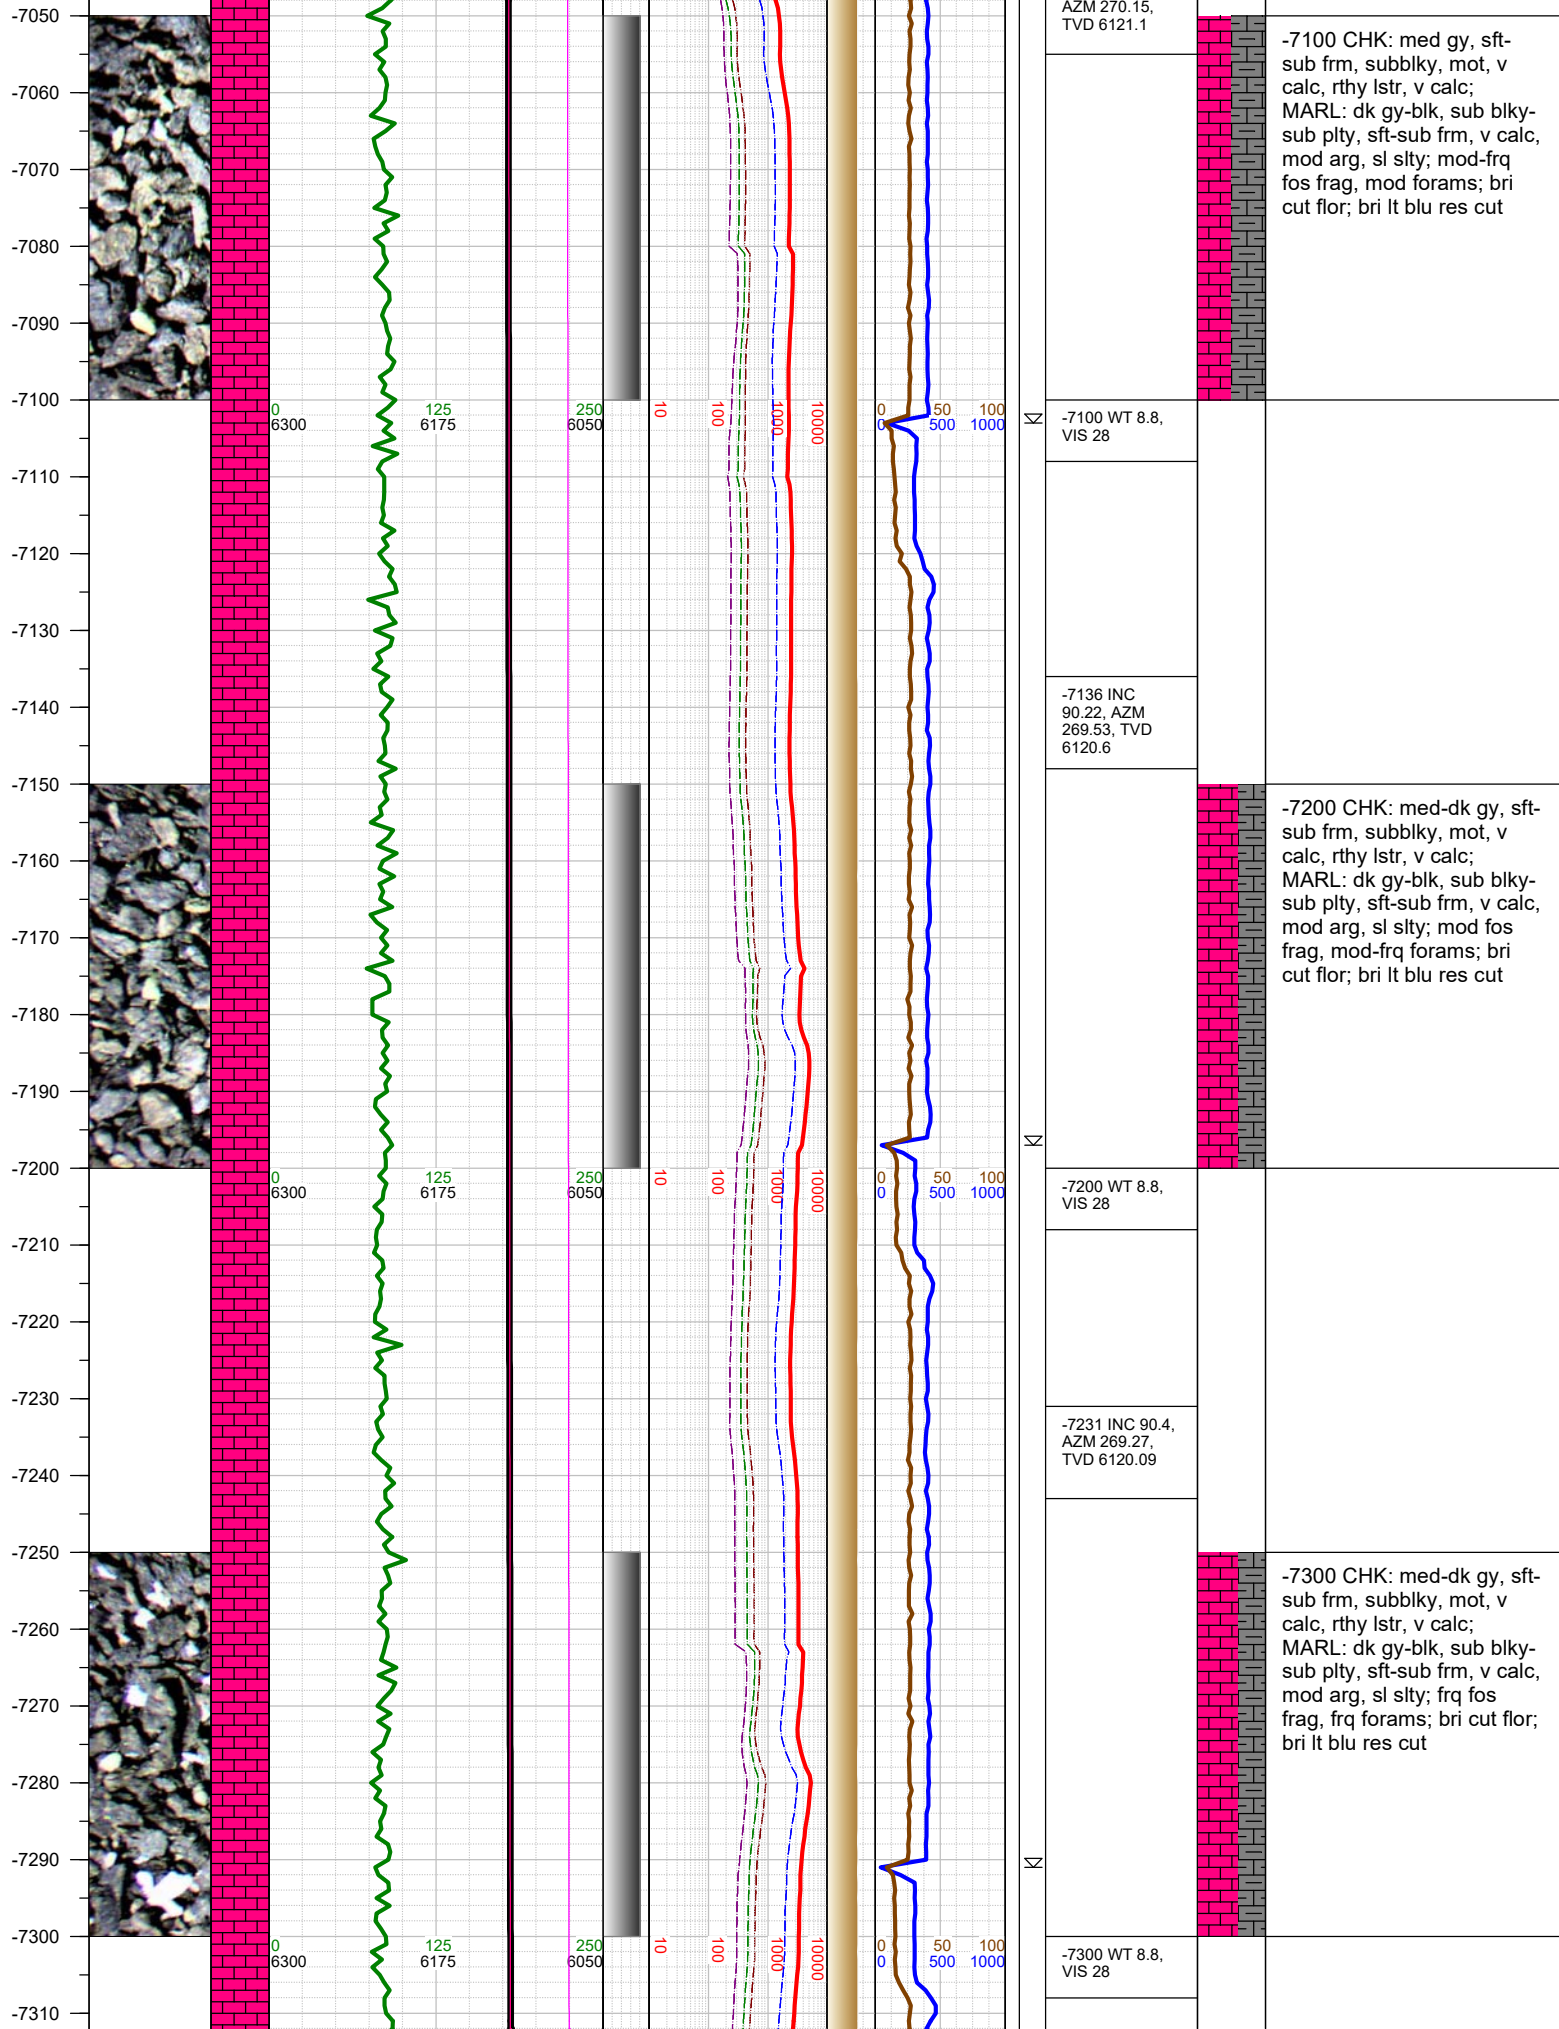 AZM 270.15,
TVD 6121.1
-7050
-7100 CHK: med gy, sft-
sub frm, subblky, mot, v
calc, rthy lstr, v calc;
MARL: dk gy-blk, sub blky-
sub plty, sft-sub frm, v calc,
mod arg, sl slty; mod-frq
fos frag, mod forams; bri
cut flor; bri lt blu res cut
-7060
-7070
-7080
-7090
-7100
0 125 250 10 100 1000 10000 0 50 100
6300 6175 6050 0 500 1000
-7100 WT 8.8,
VIS 28
-7110
-7120
-7130
-7136 INC
90.22, AZM
269.53, TVD
6120.6
-7140
-7150
-7200 CHK: med-dk gy, sft-
sub frm, subblky, mot, v
calc, rthy lstr, v calc;
MARL: dk gy-blk, sub blky-
sub plty, sft-sub frm, v calc,
mod arg, sl slty; mod fos
frag, mod-frq forams; bri
cut flor; bri lt blu res cut
-7160
-7170
-7180
-7190
-7200
0 125 250 10 100 1000 10000 0 50 100
6300 6175 6050 0 500 1000
-7200 WT 8.8,
VIS 28
-7210
-7220
-7230
-7231 INC 90.4,
AZM 269.27,
TVD 6120.09
-7240
-7250
-7300 CHK: med-dk gy, sft-
sub frm, subblky, mot, v
calc, rthy lstr, v calc;
MARL: dk gy-blk, sub blky-
sub plty, sft-sub frm, v calc,
mod arg, sl slty; frq fos
frag, frq forams; bri cut flor;
bri lt blu res cut
-7260
-7270
-7280
-7290
-7300
0 125 250 10 100 1000 10000 0 50 100
6300 6175 6050 0 500 1000
-7300 WT 8.8,
VIS 28
-7310